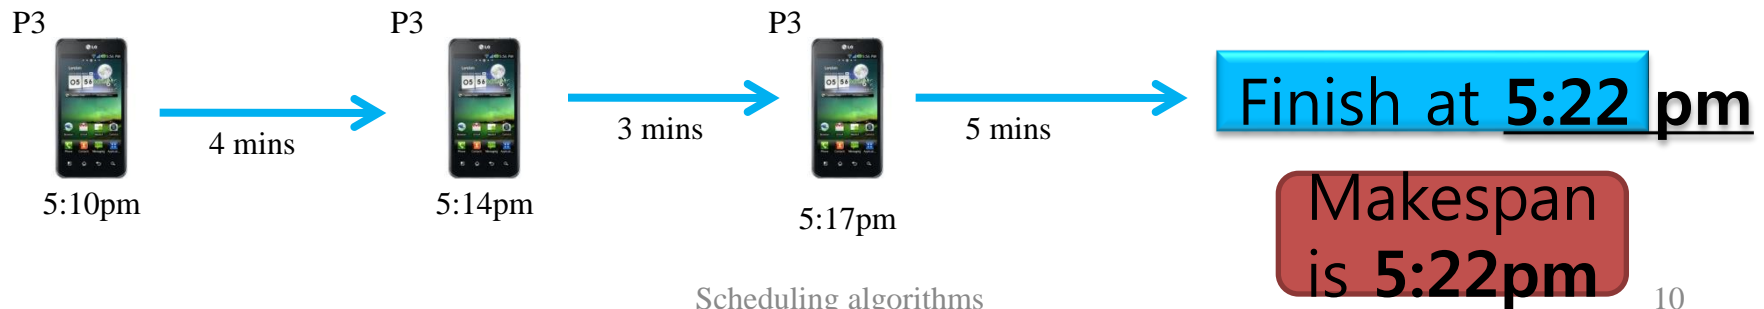 P3
P3
P3
4 mins
3 mins
5 mins
5:10pm
5:14pm
5:17pm
Finish at 5:22 pm
Makespan
is 5:22pm
Scheduling algorithms
10